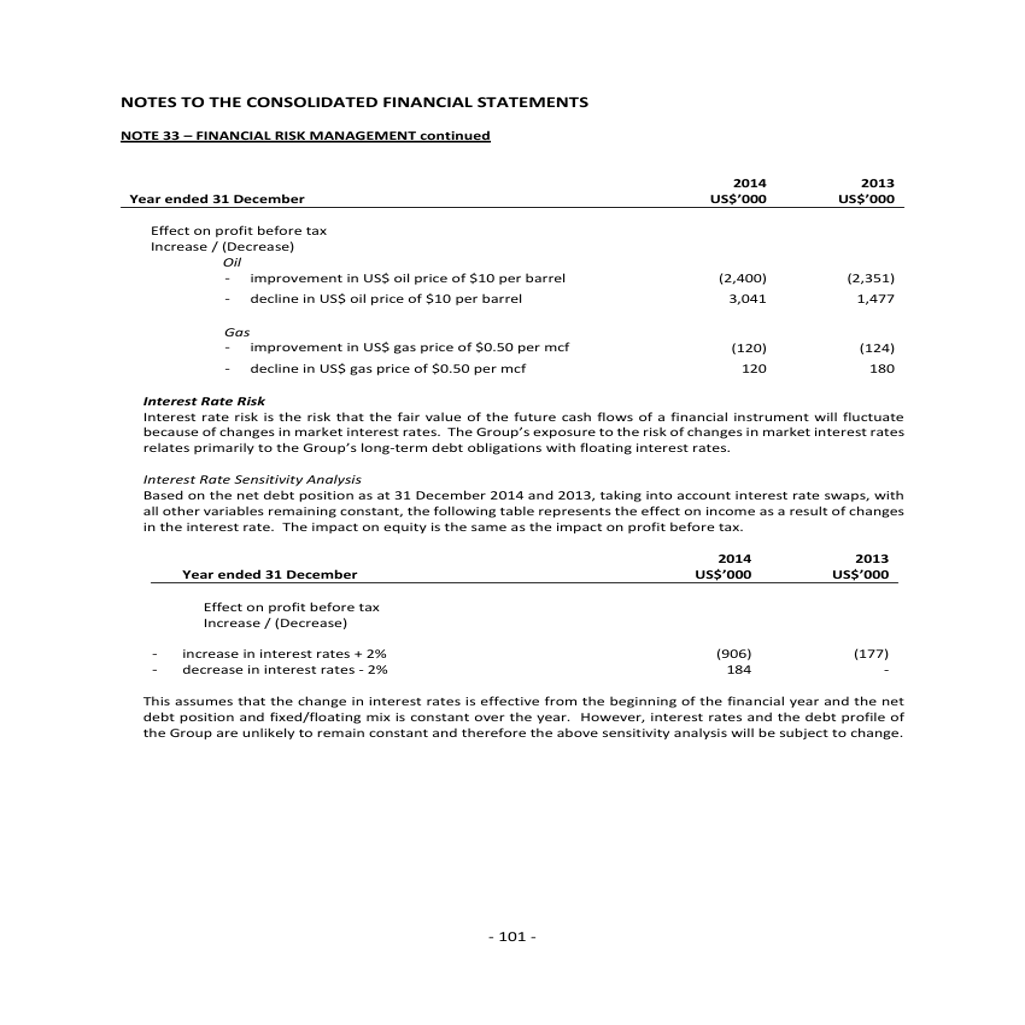 NOTES TO THE CONSOLIDATED FINANCIAL STATEMENTS
NOTE 33 – FINANCIAL RISK MANAGEMENT continued
2014 2013
Year ended 31 December US$’000 US$’000
Effect on profit before tax
Increase / (Decrease)
Oil
- improvement in US$ oil price of $10 per barrel (2,400) (2,351)
- decline in US$ oil price of $10 per barrel 3,041 1,477
Gas
- improvement in US$ gas price of $0.50 per mcf (120) (124)
- decline in US$ gas price of $0.50 per mcf 120 180
Interest Rate Risk
Interest rate risk is the risk that the fair value of the future cash flows of a financial instrument will fluctuate
because of changes in market interest rates. The Group’s exposure to the risk of changes in market interest rates
relates primarily to the Group’s long-term debt obligations with floating interest rates.
Interest Rate Sensitivity Analysis
Based on the net debt position as at 31 December 2014 and 2013, taking into account interest rate swaps, with
all other variables remaining constant, the following table represents the effect on income as a result of changes
in the interest rate. The impact on equity is the same as the impact on profit before tax.
2014 2013
Year ended 31 December US$’000 US$’000
Effect on profit before tax
Increase / (Decrease)
- increase in interest rates + 2% (906) (177)
- decrease in interest rates - 2% 184 -
This assumes that the change in interest rates is effective from the beginning of the financial year and the net
debt position and fixed/floating mix is constant over the year. However, interest rates and the debt profile of
the Group are unlikely to remain constant and therefore the above sensitivity analysis will be subject to change.
- 101 -